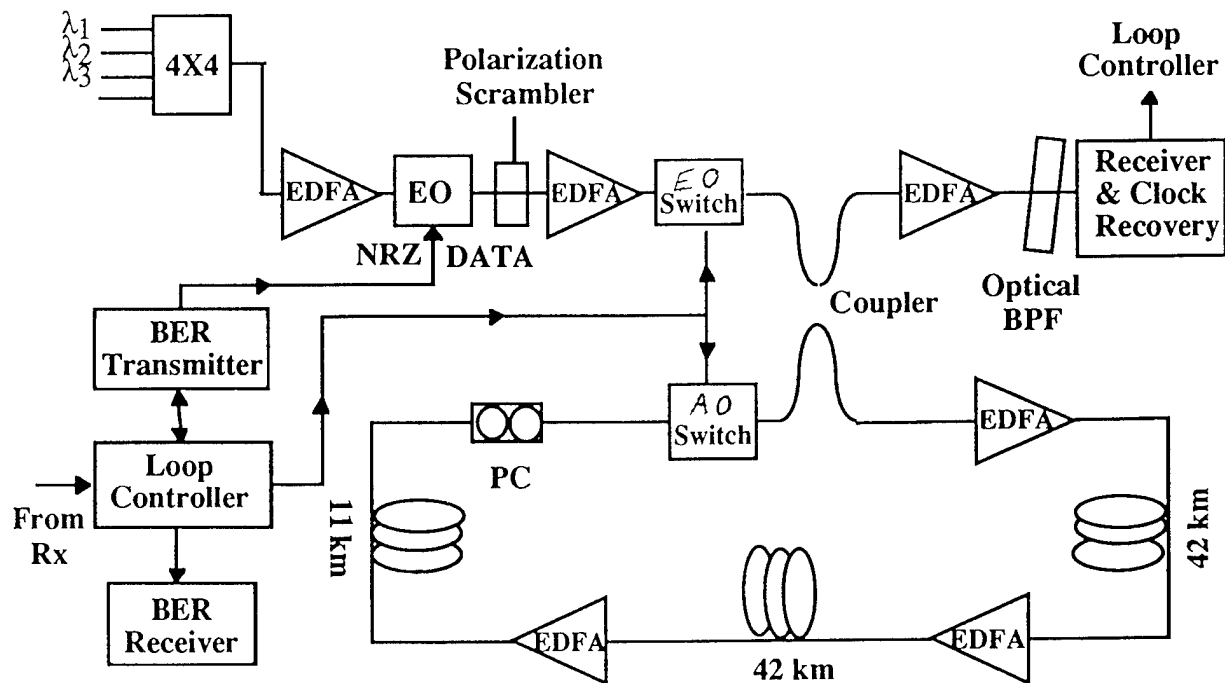 λ1
λ2
λ3
4X4
Polarization
Scrambler
Loop
Controller
EDFA
EO
EDFA
EO
Switch
EDFA
Receiver
& Clock
Recovery
NRZ DATA
Coupler
Optical
BPF
BER
Transmitter
AO
Switch
EDFA
PC
Loop
Controller
From
Rx
11 km
42 km
BER
Receiver
EDFA
42 km
EDFA